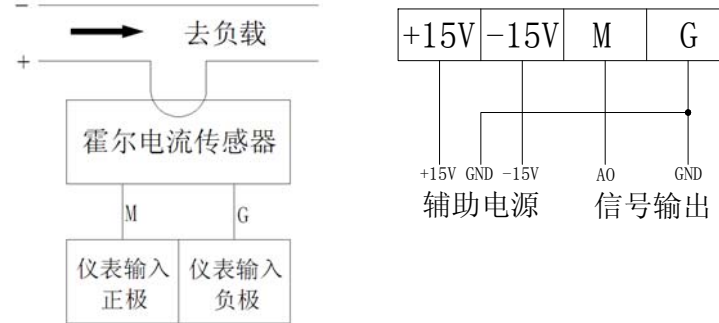 −
去负载
+
霍尔电流传感器
M
G
仪表输入
正极
仪表输入
负极
+15V
-15V
M
G
+15V
GND
-15V
AO
GND
辅助电源
信号输出